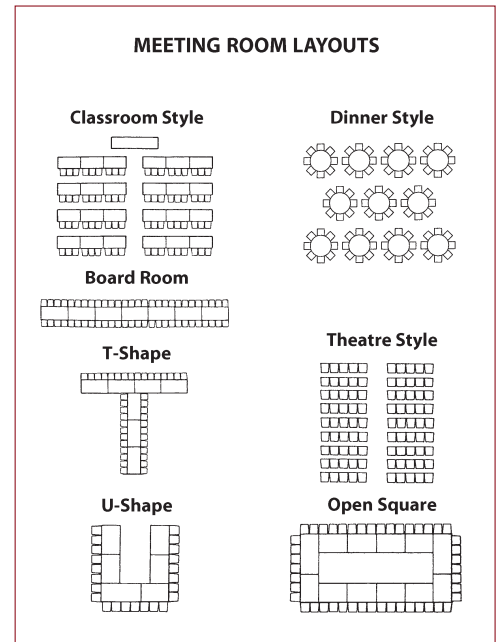 MEETING ROOM LAYOUTS
Classroom Style
Dinner Style
Board Room
Theatre Style
T-Shape
U-Shape
Open Square